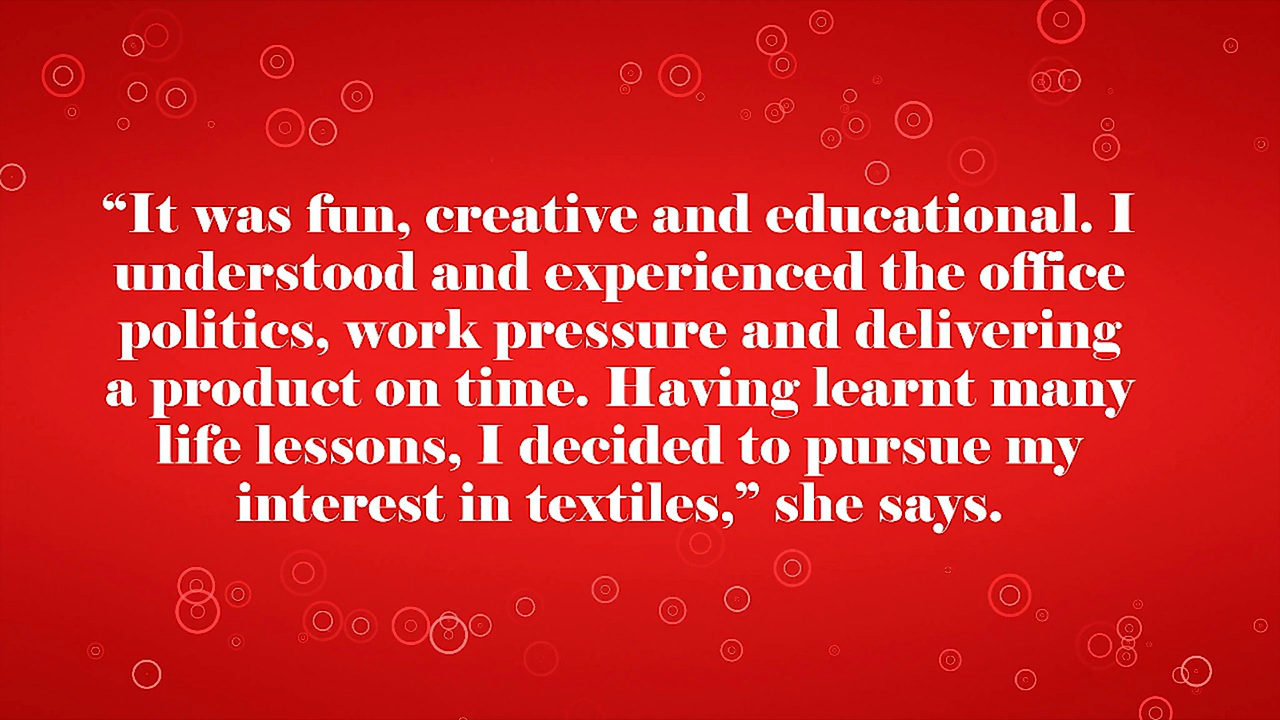 “It was fun, creative and educational. I
understood and experienced the office
politics, work pressure and delivering
a product on time. Having learnt many
life lessons, I decided to pursue my
interest in textiles,” she says.